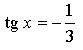 tg x = −1/3